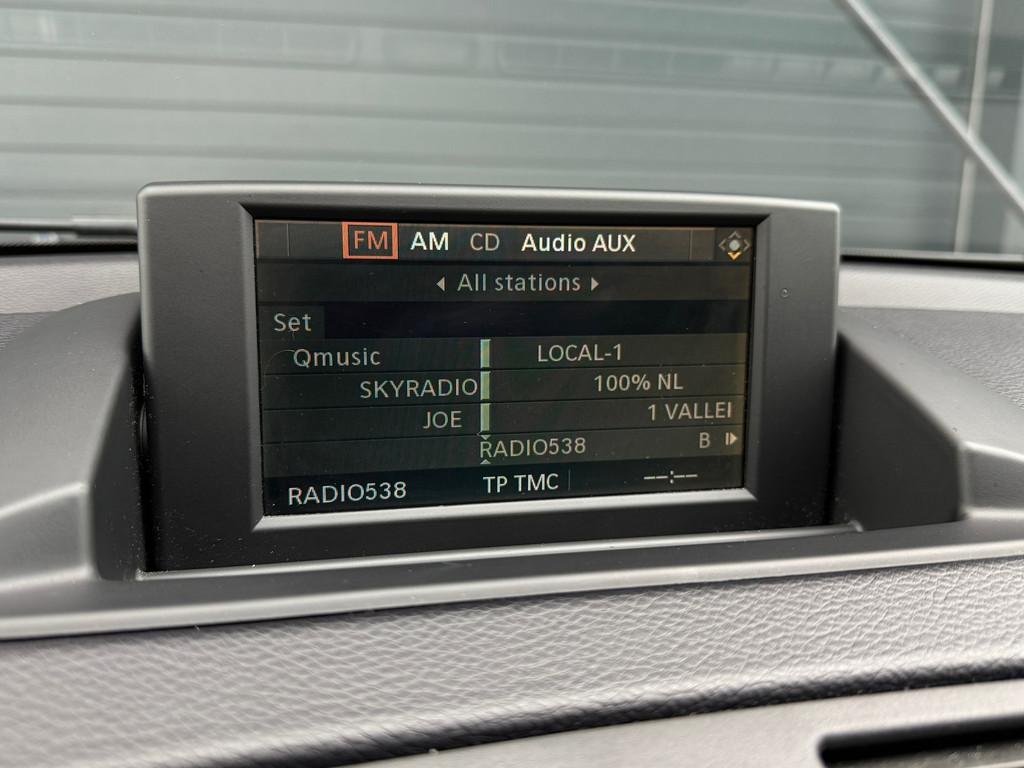 FM AM CD Audio AUX
All stations
Set
Qmusic LOCAL-1
SKYRADIO 100% NL
JOE 1 VALLEI
RADIO538 B
RADIO538 TP TMC --:--